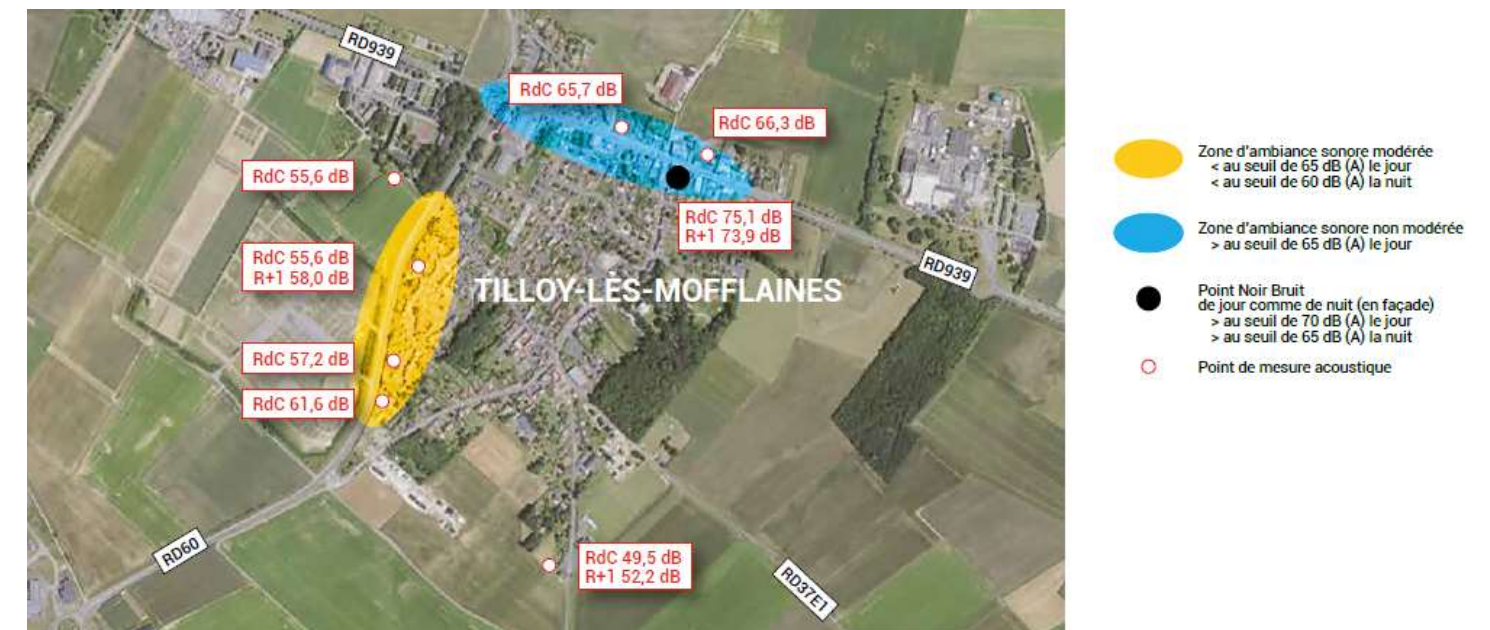 RD939
RdC 65,7 dB
RdC 66,3 dB
RdC 55,6 dB
RdC 75,1 dB
R+1 73,9 dB
RdC 55,6 dB
R+1 58,0 dB
RD939
TILLOY-LÈS-MOFFLAINES
RdC 57,2 dB
RdC 61,6 dB
RD60
RdC 49,5 dB
R+1 52,2 dB
RD37E1
Zone d'ambiance sonore modérée
< au seuil de 65 dB (A) le jour
< au seuil de 60 dB (A) la nuit
Zone d'ambiance sonore non modérée
> au seuil de 65 dB (A) le jour
Point Noir Bruit
de jour comme de nuit (en façade)
> au seuil de 70 dB (A) le jour
> au seuil de 65 dB (A) la nuit
Point de mesure acoustique